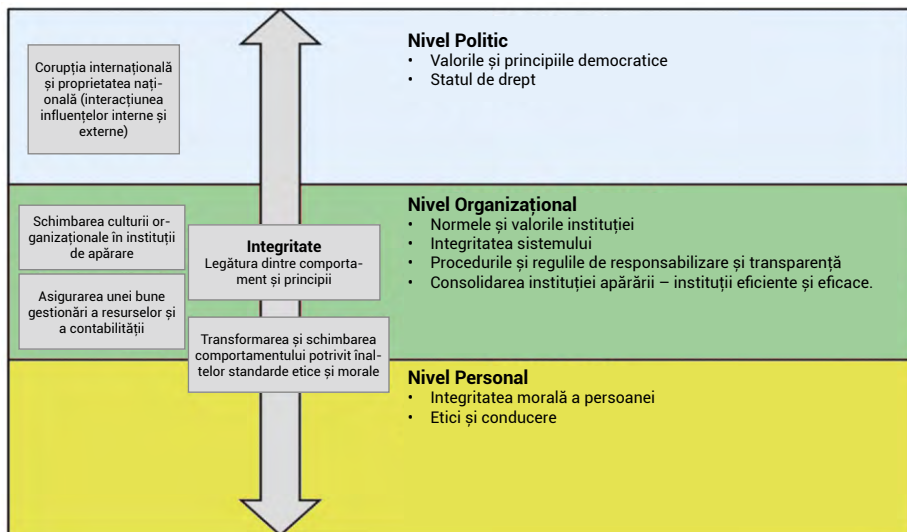 Corupția internațională
și proprietatea nați-
onală (interacțiunea
influențelor interne și
externe)
Nivel Politic
• Valorile și principiile democratice
• Statul de drept
Schimbarea culturii or-
ganizaționale în instituții
de apărare
Asigurarea unei bune
gestionări a resurselor și
a contabilității
Integritate
Legătura dintre comporta-
ment și principii
Transformarea și schimbarea
comportamentului potrivit înal-
telor standarde etice și morale
Nivel Organizațional
• Normele și valorile instituției
• Integritatea sistemului
• Procedurile și regulile de responsabilizare și transparență
• Consolidarea instituției apărării – instituții eficiente și eficace.
Nivel Personal
• Integritatea morală a persoanei
• Etici și conducere